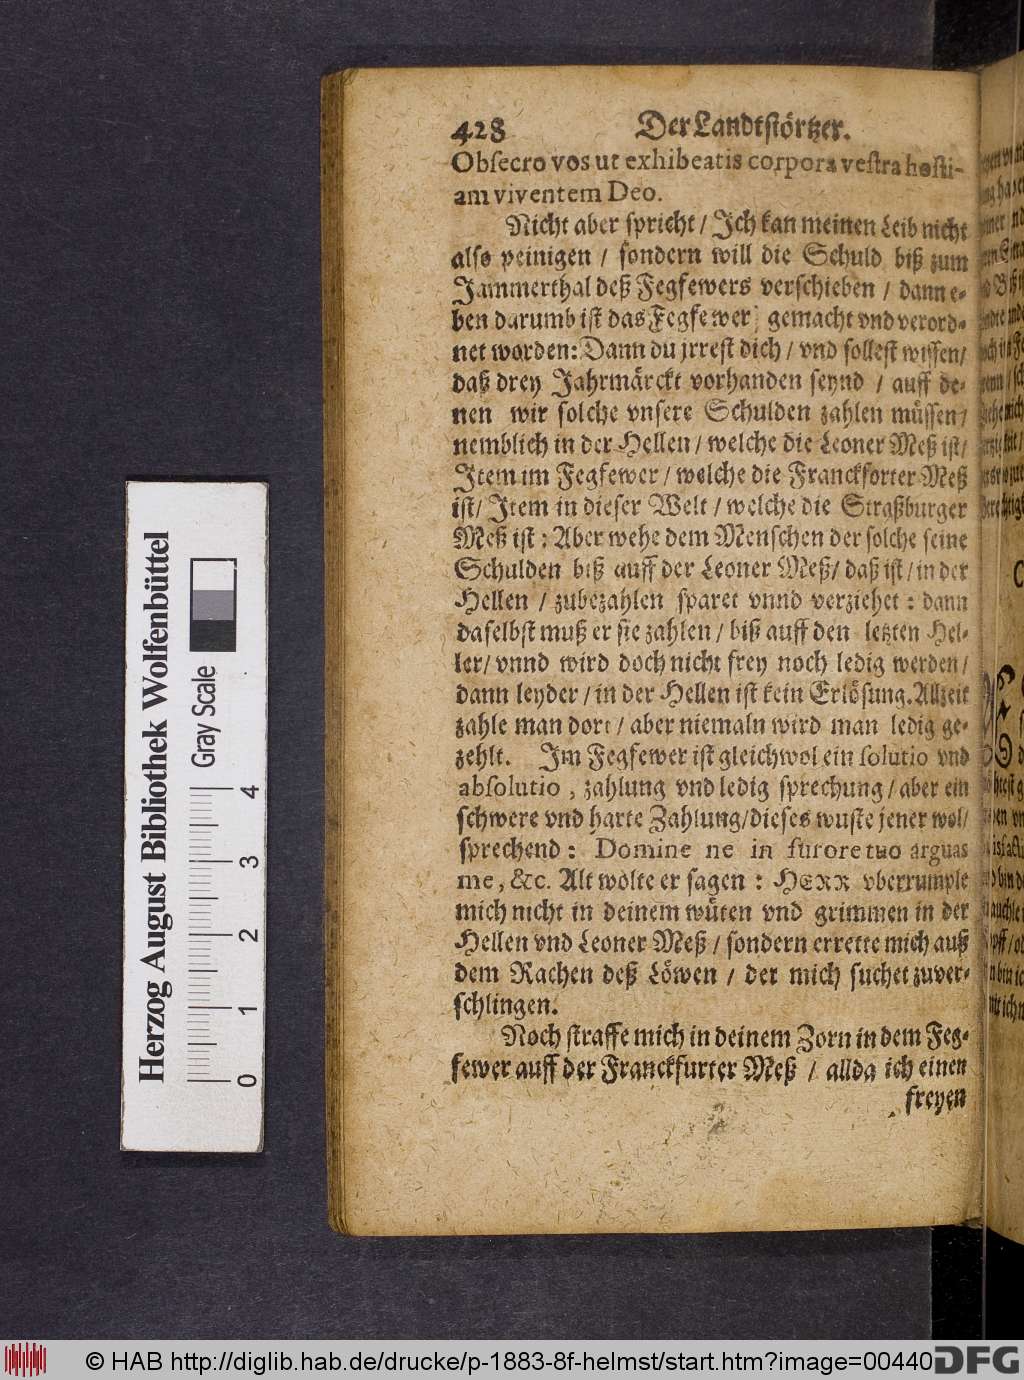 428 Der Landtstörtzer.
Obsecro vos ut exhibeatis corpora vestra hosti-
am viventem Deo.
Nicht aber spricht / Ich kan meinen Leib nicht
also peinigen / sondern will die Schuld biß zum
Jammerthal deß Fegfewers verschieben / dann e-
ben darumb ist das Fegfewer gemacht vnd verord-
net worden: Dann du jrrest dich / vnd sollest wissen /
daß drey Jahrmärckt vorhanden seynd / auff de-
nen wir solche vnsere Schulden zahlen müssen /
nemblich in der Hellen / welche die Leoner Meß ist /
Item im Fegfewer / welche die Franckforter Meß
ist / Item in dieser Welt / welche die Straßburger
Meß ist : Aber wehe dem Menschen der solche seine
Schulden biß auff der Leoner Meß / daß ist / in der
Hellen / zubezahlen sparet vnnd verziehet : dann
daselbst muß er sie zahlen / biß auff den letzten Hel-
ler / vnnd wird doch nicht frey noch ledig werden /
dann leyder / in der Hellen ist kein Erlösung. Allzeit
zahle man dort / aber niemaln wird man ledig ge-
zehlt. Im Fegfewer ist gleichwol ein solutio vnd
absolutio , zahlung vnd ledig sprechung / aber ein
schwere vnd harte Zahlung / dieses wuste jener wol /
sprechend : Domine ne in furore tuo arguas
me, &c. Alt wolte er sagen : HERR vberrumple
mich nicht in deinem wüten vnd grimmen in der
Hellen vnd Leoner Meß / sondern errette mich auß
dem Rachen deß Löwen / der mich suchet zuver-
schlingen.
Noch straffe mich in deinem Zorn in dem Feg-
fewer auff der Franckfurter Meß / allda ich einen
freyen
Herzog August Bibliothek Wolfenbüttel
Gray Scale
0 1 2 3 4
© HAB http://diglib.hab.de/drucke/p-1883-8f-helmst/start.htm?image=00440
DFG